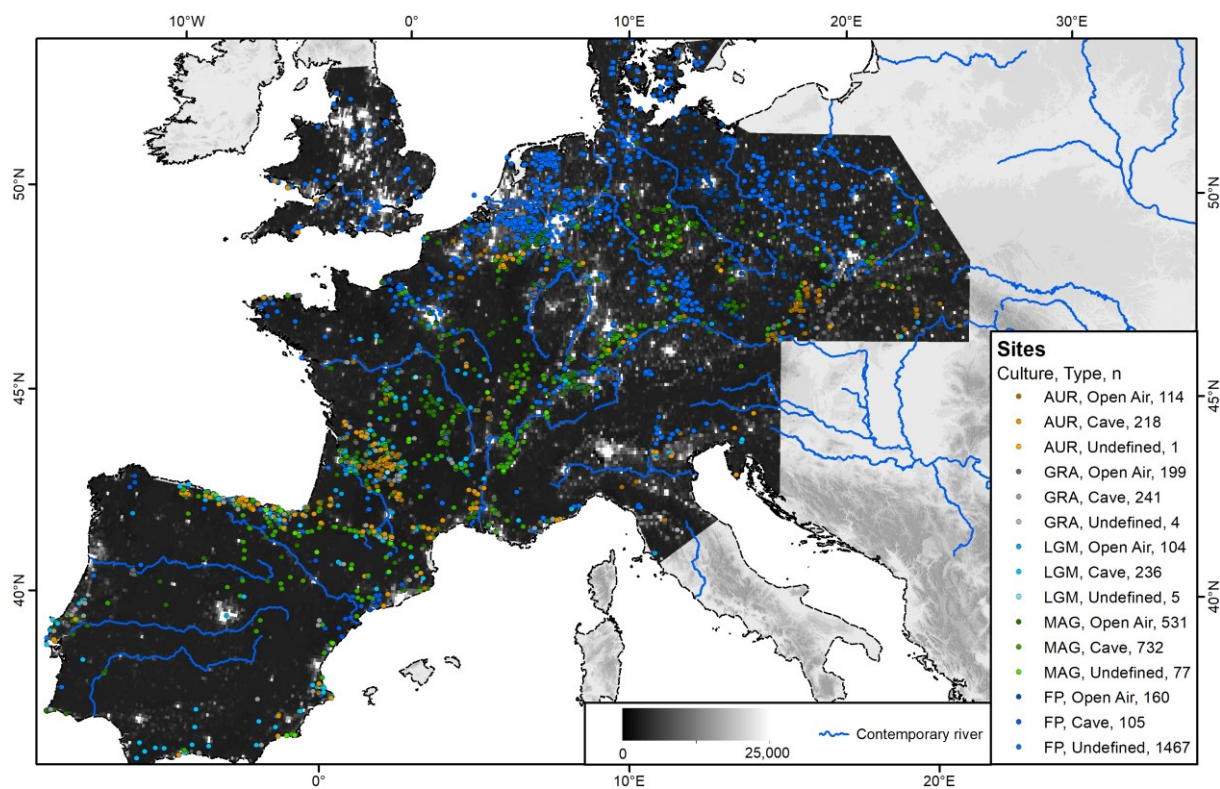 10°W
0°
10°E
20°E
30°E
50°N
50°N
45°N
45°N
40°N
40°N
Sites
Culture, Type, n
AUR, Open Air, 114
AUR, Cave, 218
AUR, Undefined, 1
GRA, Open Air, 199
GRA, Cave, 241
GRA, Undefined, 4
LGM, Open Air, 104
LGM, Cave, 236
LGM, Undefined, 5
MAG, Open Air, 531
MAG, Cave, 732
MAG, Undefined, 77
FP, Open Air, 160
FP, Cave, 105
FP, Undefined, 1467
0
25,000
Contemporary river
0°
10°E
20°E